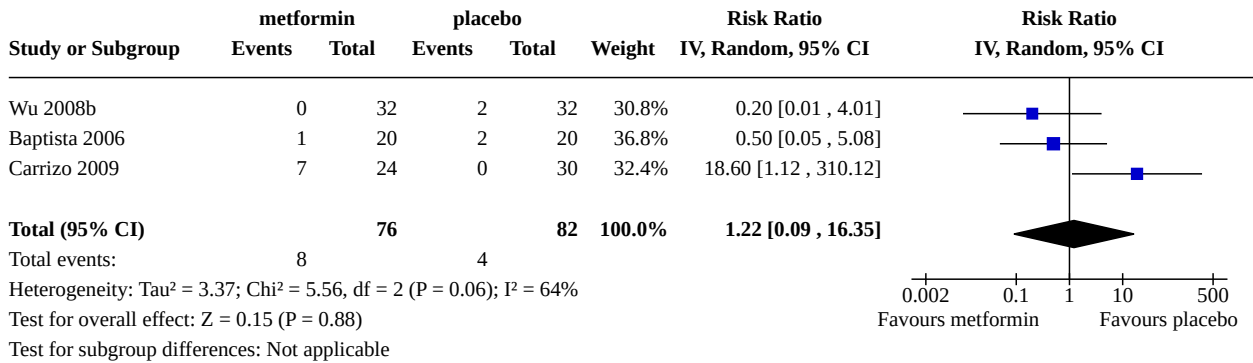 metformin placebo Risk Ratio Risk Ratio
Study or Subgroup Events Total Events Total Weight IV, Random, 95% CI IV, Random, 95% CI
Wu 2008b 0 32 2 32 30.8% 0.20 [0.01 , 4.01]
Baptista 2006 1 20 2 20 36.8% 0.50 [0.05 , 5.08]
Carrizo 2009 7 24 0 30 32.4% 18.60 [1.12 , 310.12]
Total (95% CI) 76 82 100.0% 1.22 [0.09 , 16.35]
Total events: 8 4
Heterogeneity: Tau² = 3.37; Chi² = 5.56, df = 2 (P = 0.06); I² = 64%
0.002 0.1 1 10 500
Test for overall effect: Z = 0.15 (P = 0.88)
Favours metformin Favours placebo
Test for subgroup differences: Not applicable